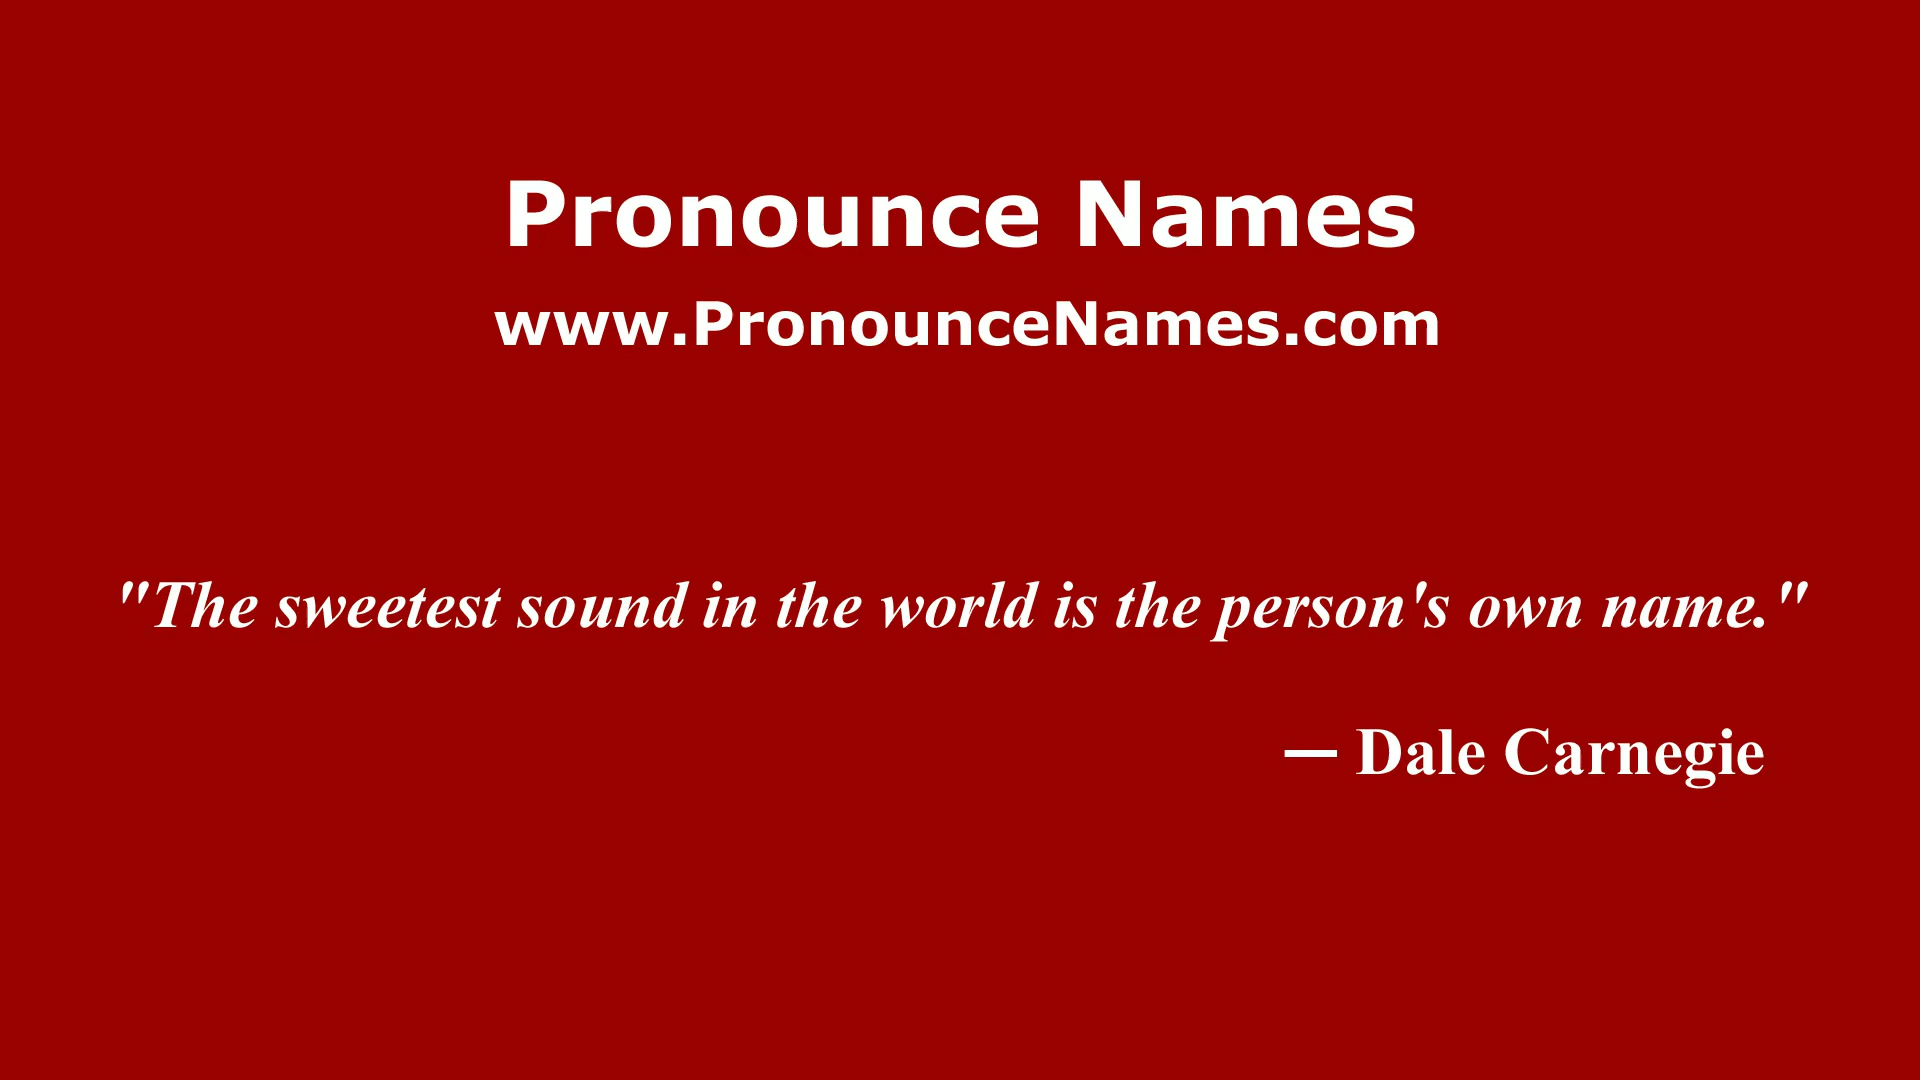 Pronounce Names
www.PronounceNames.com
"The sweetest sound in the world is the person's own name."
— Dale Carnegie